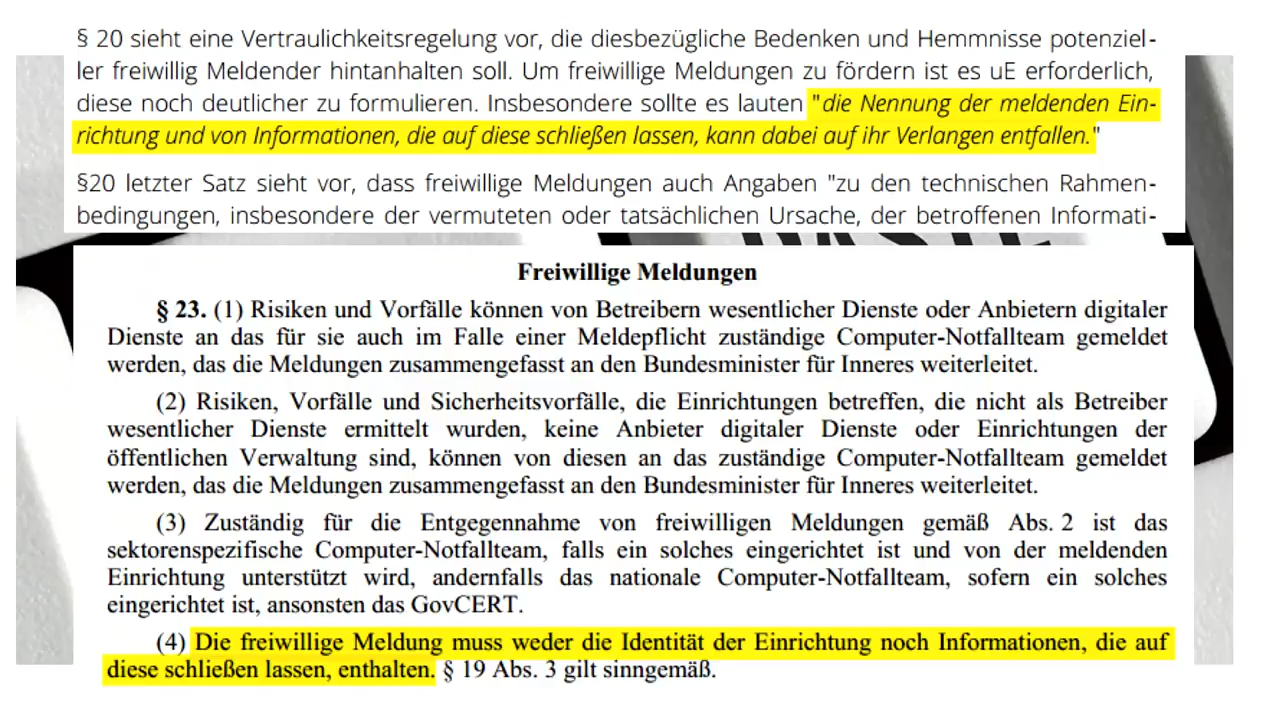 § 20 sieht eine Vertraulichkeitsregelung vor, die diesbezügliche Bedenken und Hemmnisse potenziel-
ler freiwillig Meldender hintanhalten soll. Um freiwillige Meldungen zu fördern ist es uE erforderlich,
diese noch deutlicher zu formulieren. Insbesondere sollte es lauten "die Nennung der meldenden Ein-
richtung und von Informationen, die auf diese schließen lassen, kann dabei auf ihr Verlangen entfallen."
§20 letzter Satz sieht vor, dass freiwillige Meldungen auch Angaben "zu den technischen Rahmen-
bedingungen, insbesondere der vermuteten oder tatsächlichen Ursache, der betroffenen Informati-
Freiwillige Meldungen
§ 23. (1) Risiken und Vorfälle können von Betreibern wesentlicher Dienste oder Anbietern digitaler
Dienste an das für sie auch im Falle einer Meldepflicht zuständige Computer-Notfallteam gemeldet
werden, das die Meldungen zusammengefasst an den Bundesminister für Inneres weiterleitet.
(2) Risiken, Vorfälle und Sicherheitsvorfälle, die Einrichtungen betreffen, die nicht als Betreiber
wesentlicher Dienste ermittelt wurden, keine Anbieter digitaler Dienste oder Einrichtungen der
öffentlichen Verwaltung sind, können von diesen an das zuständige Computer-Notfallteam gemeldet
werden, das die Meldungen zusammengefasst an den Bundesminister für Inneres weiterleitet.
(3) Zuständig für die Entgegennahme von freiwilligen Meldungen gemäß Abs. 2 ist das
sektorenspezifische Computer-Notfallteam, falls ein solches eingerichtet ist und von der meldenden
Einrichtung unterstützt wird, andernfalls das nationale Computer-Notfallteam, sofern ein solches
eingerichtet ist, ansonsten das GovCERT.
(4) Die freiwillige Meldung muss weder die Identität der Einrichtung noch Informationen, die auf
diese schließen lassen, enthalten. § 19 Abs. 3 gilt sinngemäß.